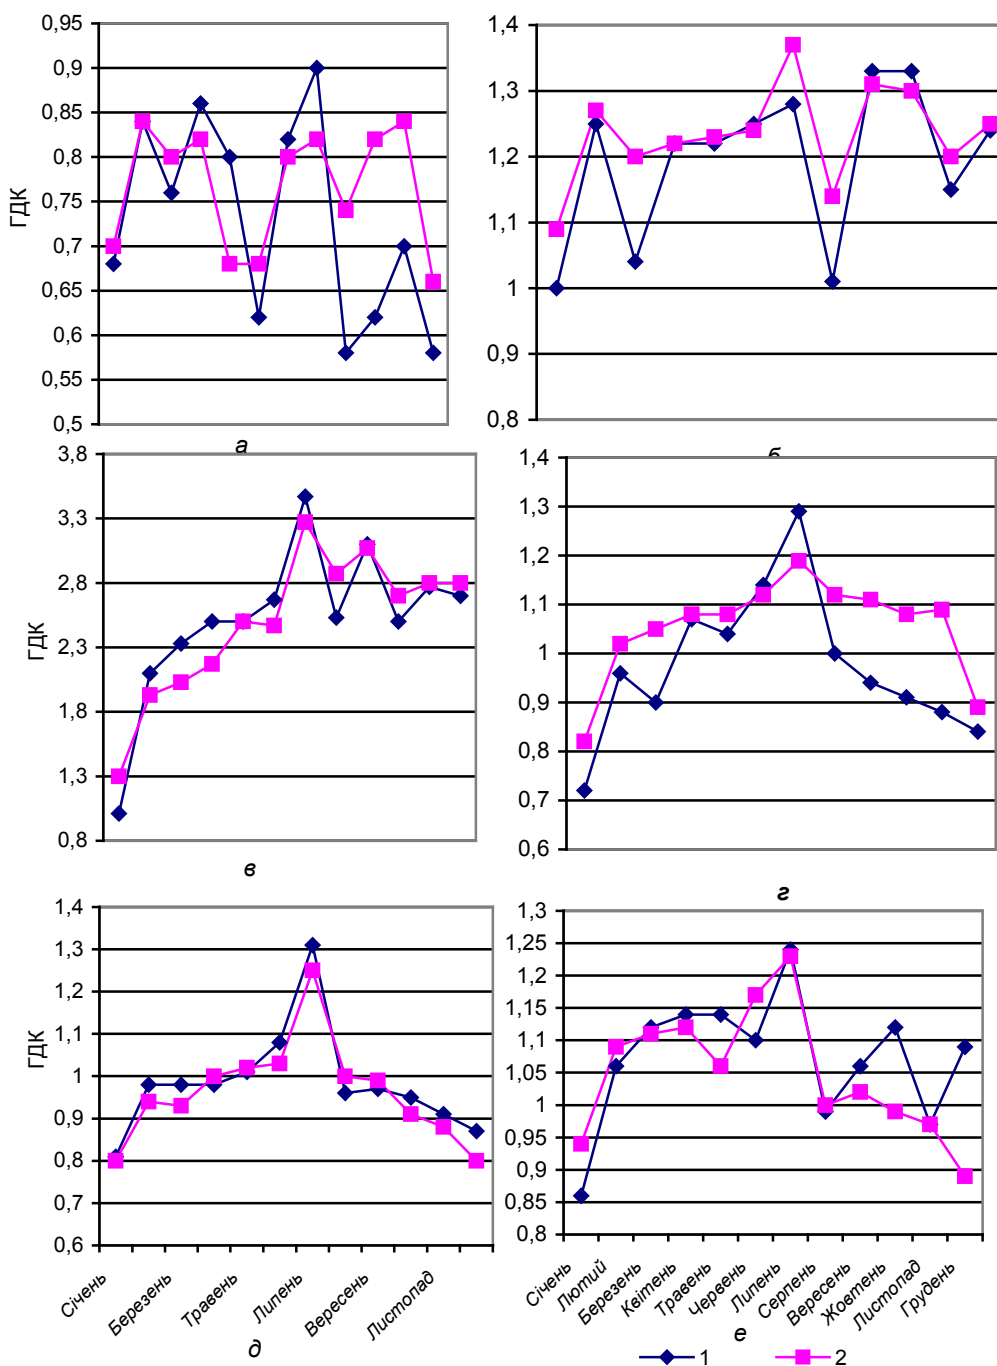 0,95
0,9
0,85
0,8
0,75
0,7
0,65
0,6
0,55
0,5
ГДК
а
1,4
1,3
1,2
1,1
1
0,9
0,8
б
3,8
3,3
2,8
2,3
1,8
1,3
0,8
ГДК
в
1,4
1,3
1,2
1,1
1
0,9
0,8
0,7
0,6
г
1,4
1,3
1,2
1,1
1
0,9
0,8
0,7
0,6
ГДК
Січень
Березень
Травень
Липень
Вересень
Листопад
д
1,3
1,25
1,2
1,15
1,1
1,05
1
0,95
0,9
0,85
0,8
Січень
Лютий
Березень
Квітень
Травень
Червень
Липень
Серпень
Вересень
Жовтень
Листопад
Грудень
е
1
2